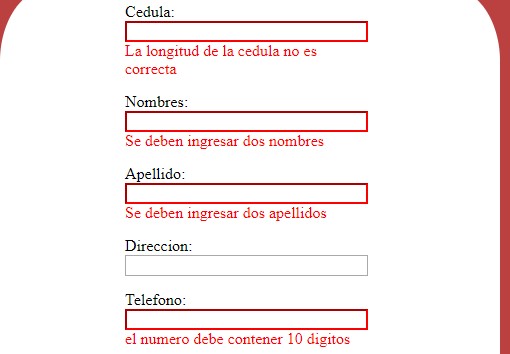 Cedula:
La longitud de la cedula no es
correcta
Nombres:
Se deben ingresar dos nombres
Apellido:
Se deben ingresar dos apellidos
Direccion:
Telefono:
el numero debe contener 10 digitos